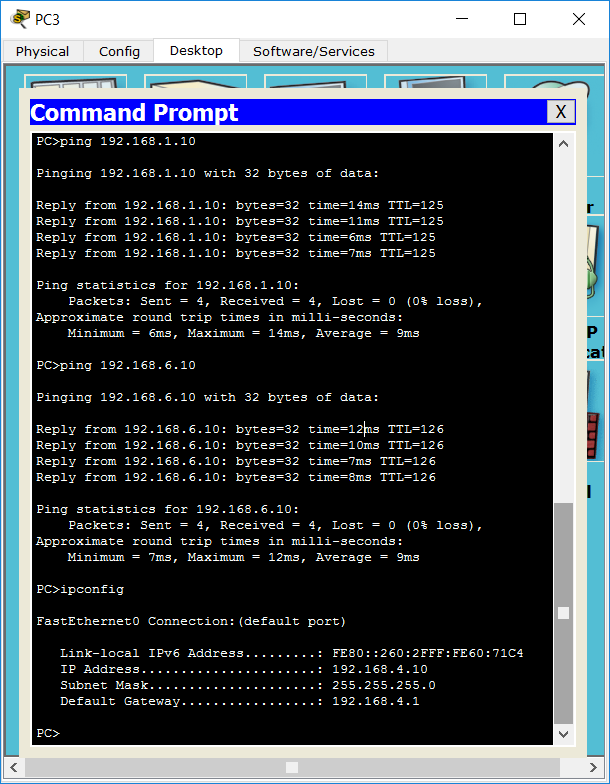 PC3
Physical Config Desktop Software/Services
Command Prompt X
PC>ping 192.168.1.10
Pinging 192.168.1.10 with 32 bytes of data:
Reply from 192.168.1.10: bytes=32 time=14ms TTL=125
Reply from 192.168.1.10: bytes=32 time=11ms TTL=125
Reply from 192.168.1.10: bytes=32 time=6ms TTL=125
Reply from 192.168.1.10: bytes=32 time=7ms TTL=125
Ping statistics for 192.168.1.10:
Packets: Sent = 4, Received = 4, Lost = 0 (0% loss),
Approximate round trip times in milli-seconds:
Minimum = 6ms, Maximum = 14ms, Average = 9ms
PC>ping 192.168.6.10
Pinging 192.168.6.10 with 32 bytes of data:
Reply from 192.168.6.10: bytes=32 time=12ms TTL=126
Reply from 192.168.6.10: bytes=32 time=10ms TTL=126
Reply from 192.168.6.10: bytes=32 time=7ms TTL=126
Reply from 192.168.6.10: bytes=32 time=8ms TTL=126
Ping statistics for 192.168.6.10:
Packets: Sent = 4, Received = 4, Lost = 0 (0% loss),
Approximate round trip times in milli-seconds:
Minimum = 7ms, Maximum = 12ms, Average = 9ms
PC>ipconfig
FastEthernet0 Connection:(default port)
Link-local IPv6 Address.........: FE80::260:2FFF:FE60:71C4
IP Address......................: 192.168.4.10
Subnet Mask.....................: 255.255.255.0
Default Gateway.................: 192.168.4.1
PC>